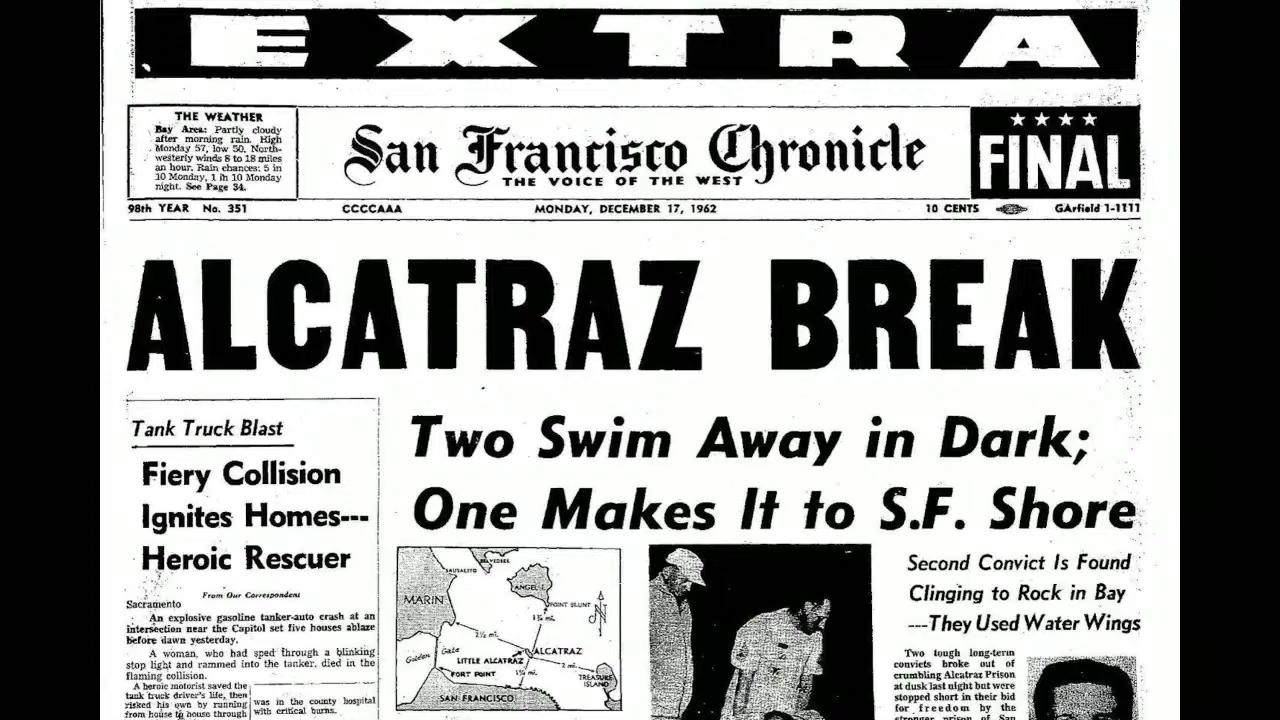 EXTRA
THE WEATHER
Bay Area: Partly cloudy
after morning rain. High
Monday 57, low 50. North-
westerly winds 8 to 18 miles
an hour. Rain chances: 5 in
10 Monday, 1 in 10 Monday
night. See Page 34.
San Francisco Chronicle
THE VOICE OF THE WEST
FINAL
98th YEAR No. 351
CCCCAAA
MONDAY, DECEMBER 17, 1962
10 CENTS
GArfield 1-1111
ALCATRAZ BREAK
Tank Truck Blast
Fiery Collision
Ignites Homes---
Heroic Rescuer
From Our Correspondent
Sacramento
An explosive gasoline tanker-auto crash at an
intersection near the Capitol set five houses ablaze
before dawn yesterday.
A woman, who had sped through a blinking
stop light and rammed into the tanker, died in the
flaming collision.
A heroic motorist saved the
tank truck driver's life, then
risked his own by running
from house to house through
was in the county hospital
with critical burns.
Two Swim Away in Dark;
One Makes It to S.F. Shore
SAUSALITO
BELVEDERE
ANGEL I.
MARIN
POINT BLUNT
1¾ mi.
2½ mi.
Golden Gate
ALCATRAZ
LITTLE ALCATRAZ
FORT POINT
2 mi.
TREASURE
ISLAND
SAN FRANCISCO
Second Convict Is Found
Clinging to Rock in Bay
---They Used Water Wings
Two tough long-term
convicts broke out of
crumbling Alcatraz Prison
at dusk last night but were
stopped short in their bid
for freedom by the
stronger prison of San